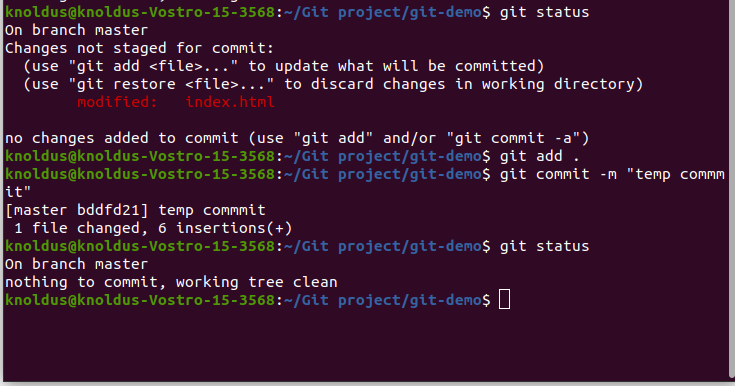 knoldus@knoldus-Vostro-15-3568:~/Git project/git-demo$ git status
On branch master
Changes not staged for commit:
  (use "git add <file>..." to update what will be committed)
  (use "git restore <file>..." to discard changes in working directory)
        modified:   index.html

no changes added to commit (use "git add" and/or "git commit -a")
knoldus@knoldus-Vostro-15-3568:~/Git project/git-demo$ git add .
knoldus@knoldus-Vostro-15-3568:~/Git project/git-demo$ git commit -m "temp commm
it"
[master bddfd21] temp commmit
 1 file changed, 6 insertions(+)
knoldus@knoldus-Vostro-15-3568:~/Git project/git-demo$ git status
On branch master
nothing to commit, working tree clean
knoldus@knoldus-Vostro-15-3568:~/Git project/git-demo$